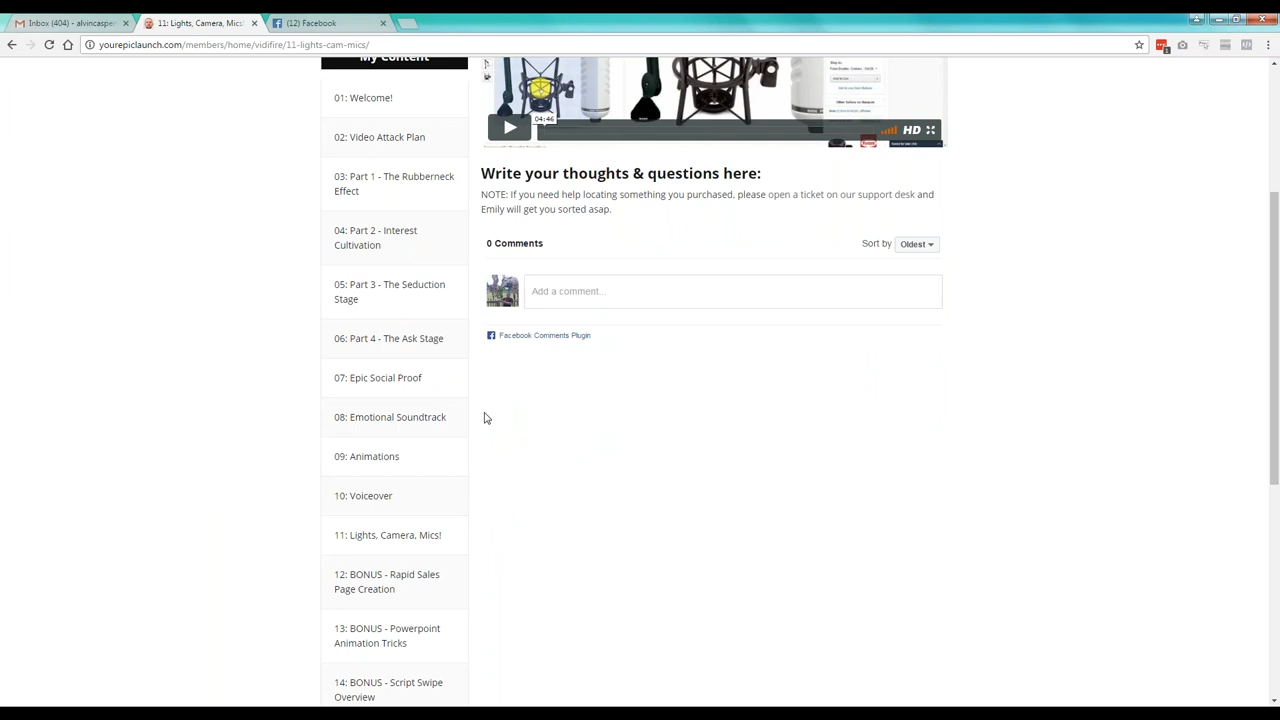 Inbox (404) - alvincasper
11: Lights, Camera, Mics!
(12) Facebook
yourepiclaunch.com/members/home/vidifire/11-lights-cam-mics/
1
My Content
01: Welcome!
02: Video Attack Plan
03: Part 1 - The Rubberneck
Effect
04: Part 2 - Interest
Cultivation
05: Part 3 - The Seduction
Stage
06: Part 4 - The Ask Stage
07: Epic Social Proof
08: Emotional Soundtrack
09: Animations
10: Voiceover
11: Lights, Camera, Mics!
12: BONUS - Rapid Sales
Page Creation
13: BONUS - Powerpoint
Animation Tricks
14: BONUS - Script Swipe
Overview
04:46
HD
Write your thoughts & questions here:
NOTE: If you need help locating something you purchased, please open a ticket on our support desk and
Emily will get you sorted asap.
0 Comments
Sort by Oldest
Add a comment...
Facebook Comments Plugin